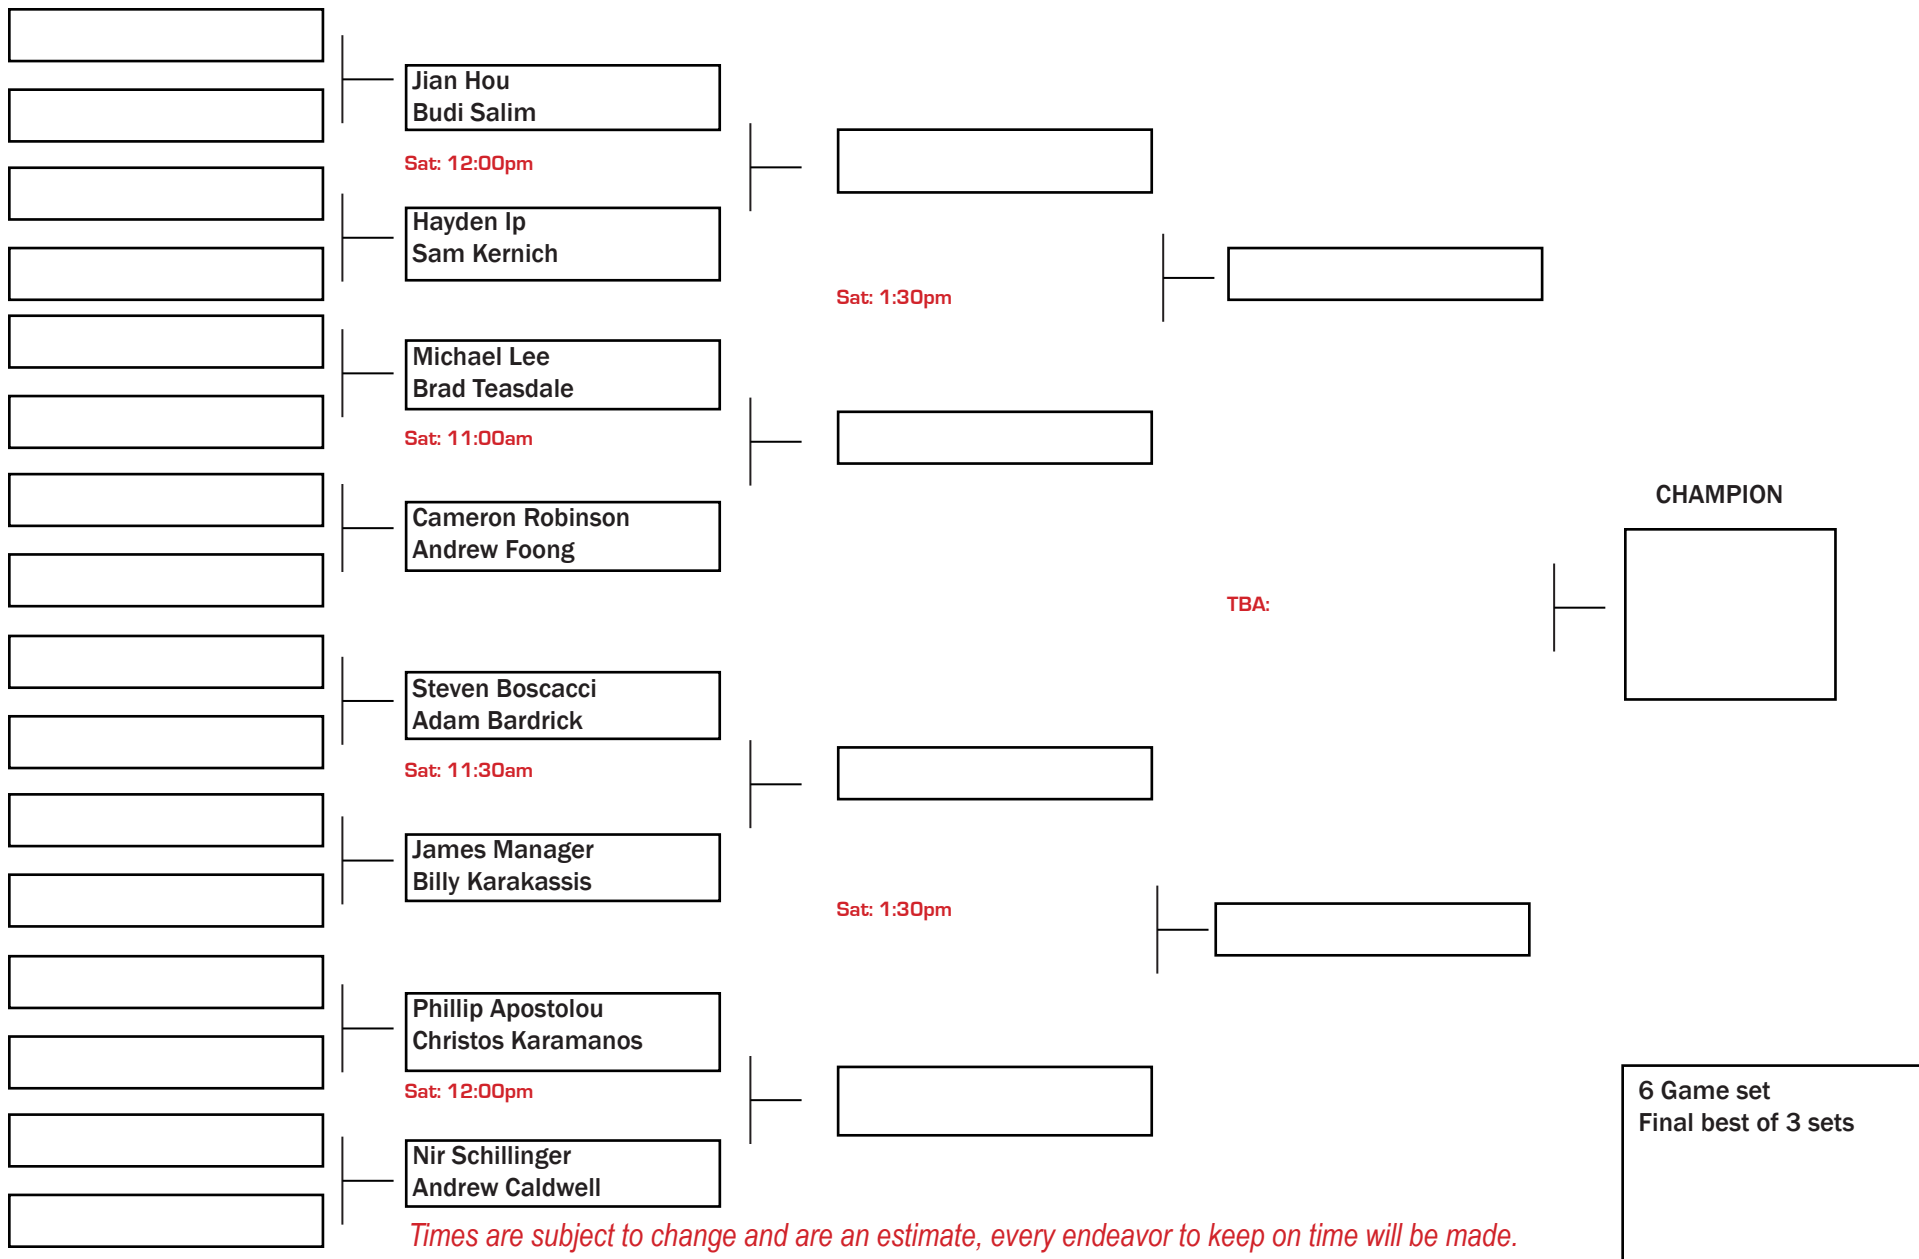 Jian Hou
Budi Salim
Sat: 12:00pm
Hayden Ip
Sam Kernich
Sat: 1:30pm
Michael Lee
Brad Teasdale
Sat: 11:00am
Cameron Robinson
Andrew Foong
CHAMPION
TBA:
Steven Boscacci
Adam Bardrick
Sat: 11:30am
James Manager
Billy Karakassis
Sat: 1:30pm
Phillip Apostolou
Christos Karamanos
Sat: 12:00pm
Nir Schillinger
Andrew Caldwell
6 Game set
Final best of 3 sets
Times are subject to change and are an estimate, every endeavor to keep on time will be made.